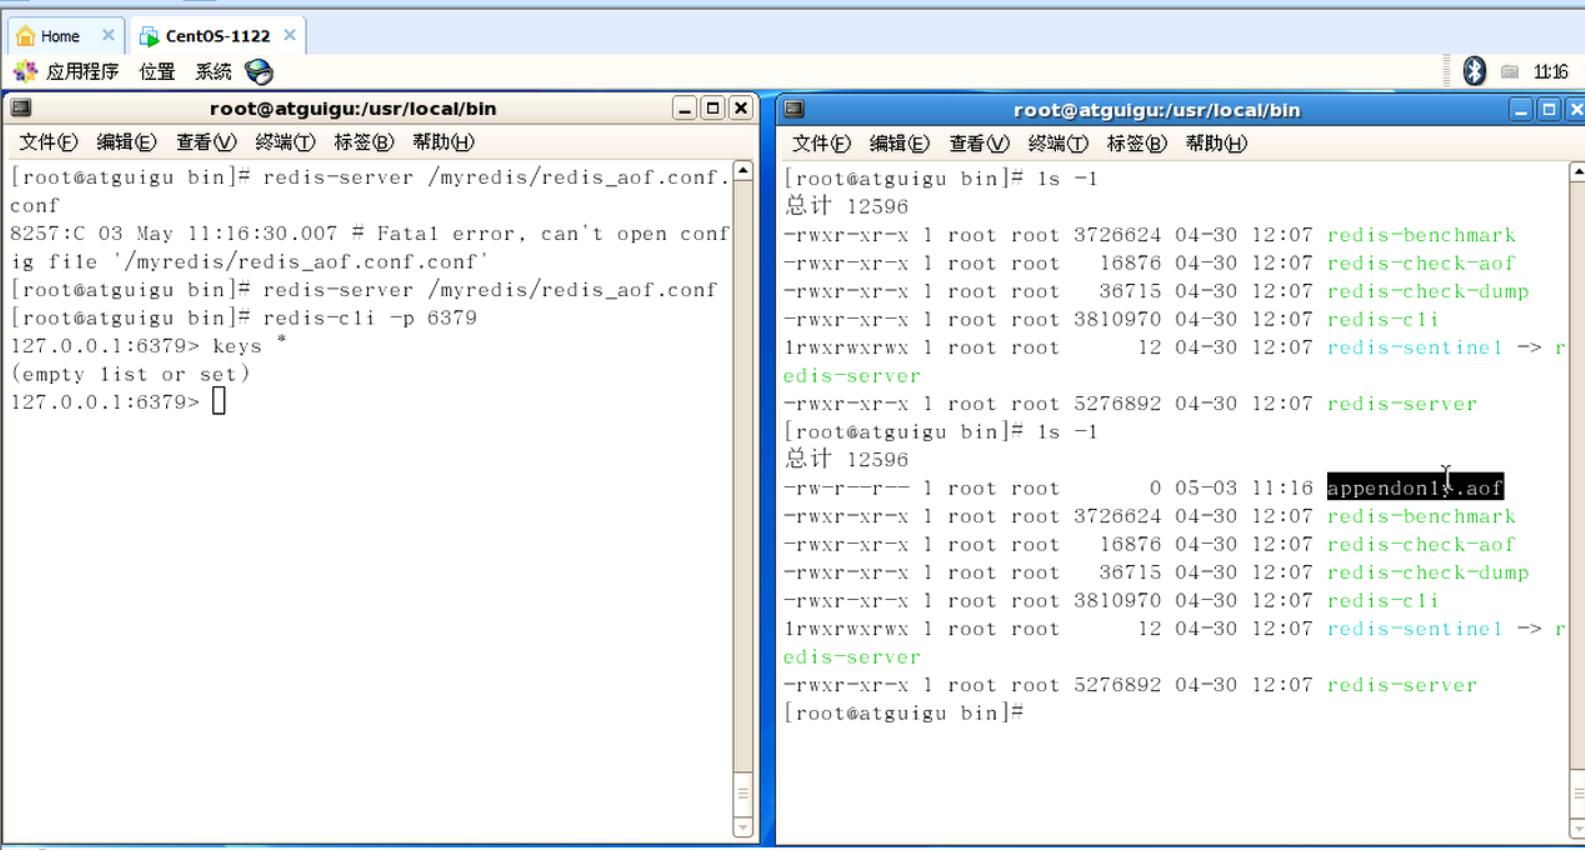 Home
CentOS-1122
应用程序 位置 系统
11:16
root@atguigu:/usr/local/bin
文件(F) 编辑(E) 查看(V) 终端(T) 标签(B) 帮助(H)
[root@atguigu bin]# redis-server /myredis/redis_aof.conf.
conf
8257:C 03 May 11:16:30.007 # Fatal error, can't open conf
ig file '/myredis/redis_aof.conf.conf'
[root@atguigu bin]# redis-server /myredis/redis_aof.conf
[root@atguigu bin]# redis-cli -p 6379
127.0.0.1:6379> keys *
(empty list or set)
127.0.0.1:6379>
root@atguigu:/usr/local/bin
文件(F) 编辑(E) 查看(V) 终端(T) 标签(B) 帮助(H)
[root@atguigu bin]# ls -l
总计 12596
-rwxr-xr-x 1 root root 3726624 04-30 12:07 redis-benchmark
-rwxr-xr-x 1 root root 16876 04-30 12:07 redis-check-aof
-rwxr-xr-x 1 root root 36715 04-30 12:07 redis-check-dump
-rwxr-xr-x 1 root root 3810970 04-30 12:07 redis-cli
lrwxrwxrwx 1 root root 12 04-30 12:07 redis-sentinel -> r
edis-server
-rwxr-xr-x 1 root root 5276892 04-30 12:07 redis-server
[root@atguigu bin]# ls -l
总计 12596
-rw-r--r-- 1 root root 0 05-03 11:16 appendonly.aof
-rwxr-xr-x 1 root root 3726624 04-30 12:07 redis-benchmark
-rwxr-xr-x 1 root root 16876 04-30 12:07 redis-check-aof
-rwxr-xr-x 1 root root 36715 04-30 12:07 redis-check-dump
-rwxr-xr-x 1 root root 3810970 04-30 12:07 redis-cli
lrwxrwxrwx 1 root root 12 04-30 12:07 redis-sentinel -> r
edis-server
-rwxr-xr-x 1 root root 5276892 04-30 12:07 redis-server
[root@atguigu bin]#